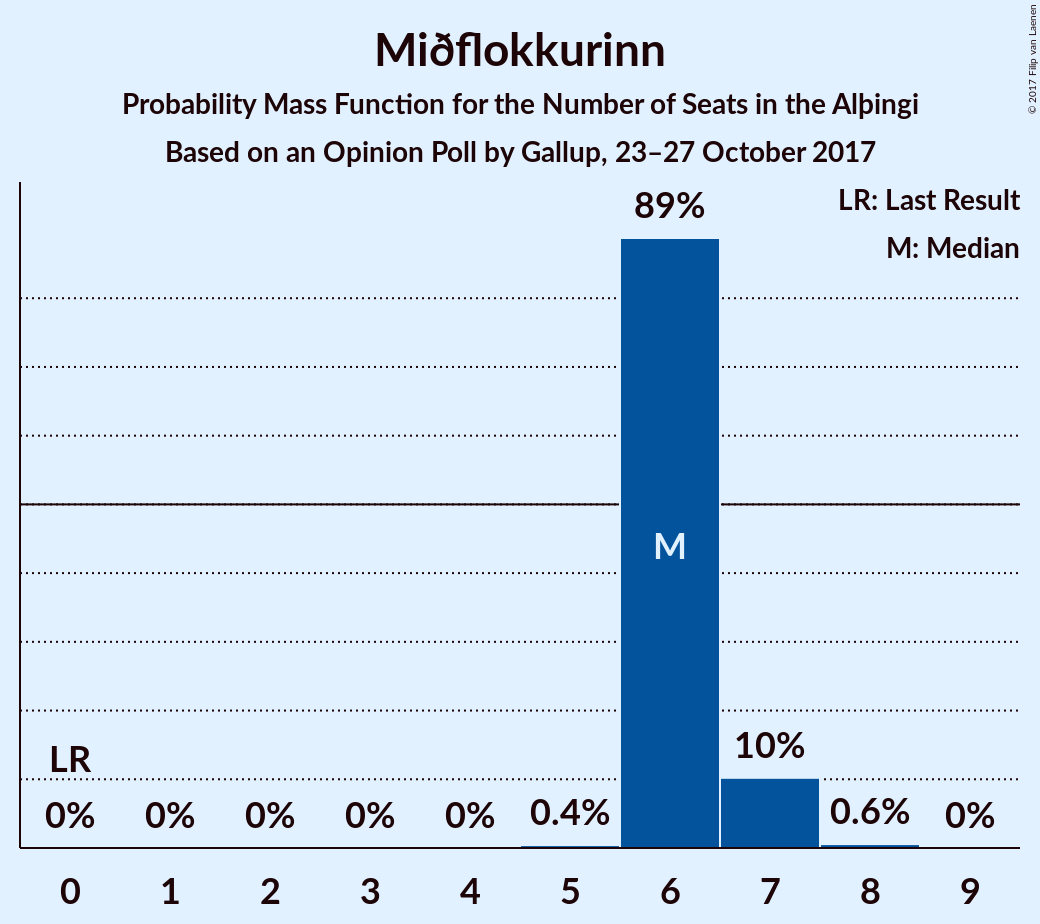 Miðflokkurinn
Probability Mass Function for the Number of Seats in the Alþingi
Based on an Opinion Poll by Gallup, 23–27 October 2017
© 2017 Filip van Laenen
LR: Last Result
M: Median
89%
M
10%
LR
0% 0% 0% 0% 0% 0.4% 0.6% 0%
0 1 2 3 4 5 6 7 8 9